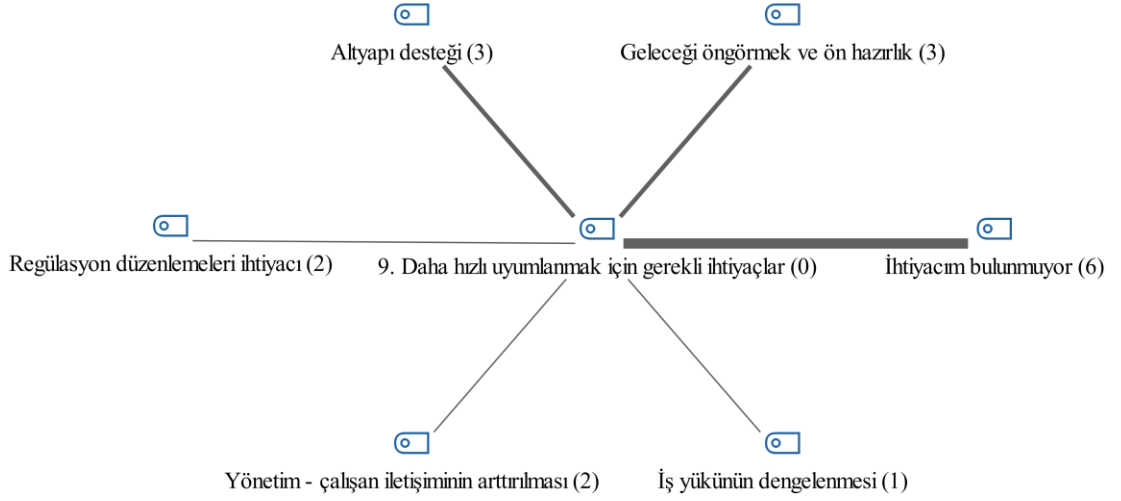 Altyapı desteği (3)
Geleceği öngörmek ve ön hazırlık (3)
Regülasyon düzenlemeleri ihtiyacı (2)
9. Daha hızlı uyumlanmak için gerekli ihtiyaçlar (0)
İhtiyacım bulunmuyor (6)
Yönetim - çalışan iletişiminin arttırılması (2)
İş yükünün dengelenmesi (1)